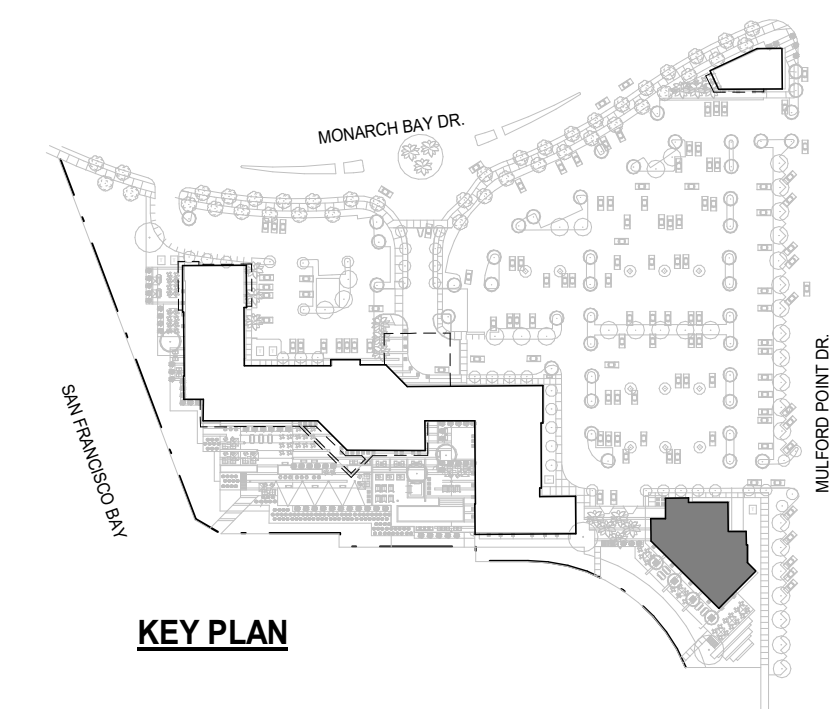 MONARCH BAY DR.
MULFORD POINT DR.
SAN FRANCISCO BAY
KEY PLAN